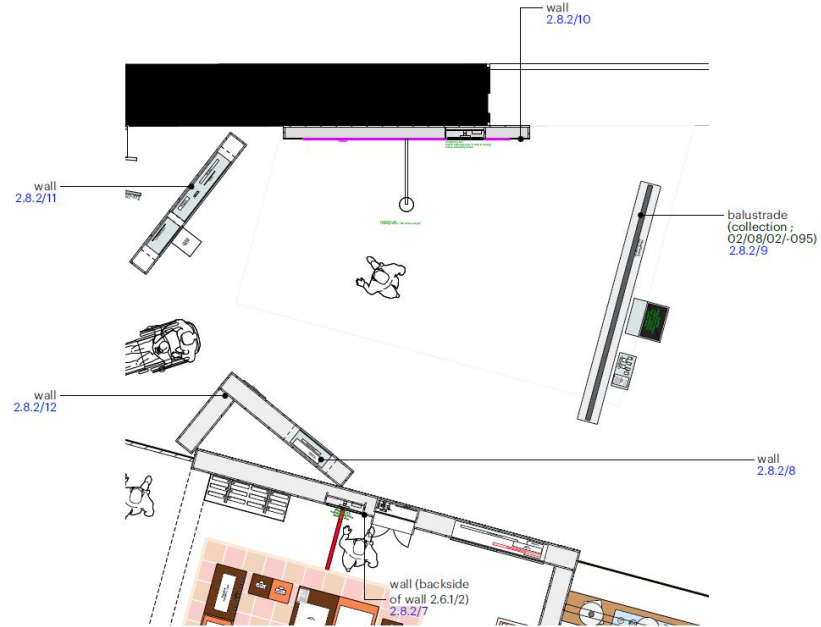 wall
2.8.2/10
wall
2.8.2/11
balustrade
(collection ;
02/08/02/-095)
2.8.2/9
wall
2.8.2/12
wall
2.8.2/8
wall (backside
of wall 2.6.1/2)
2.8.2/7